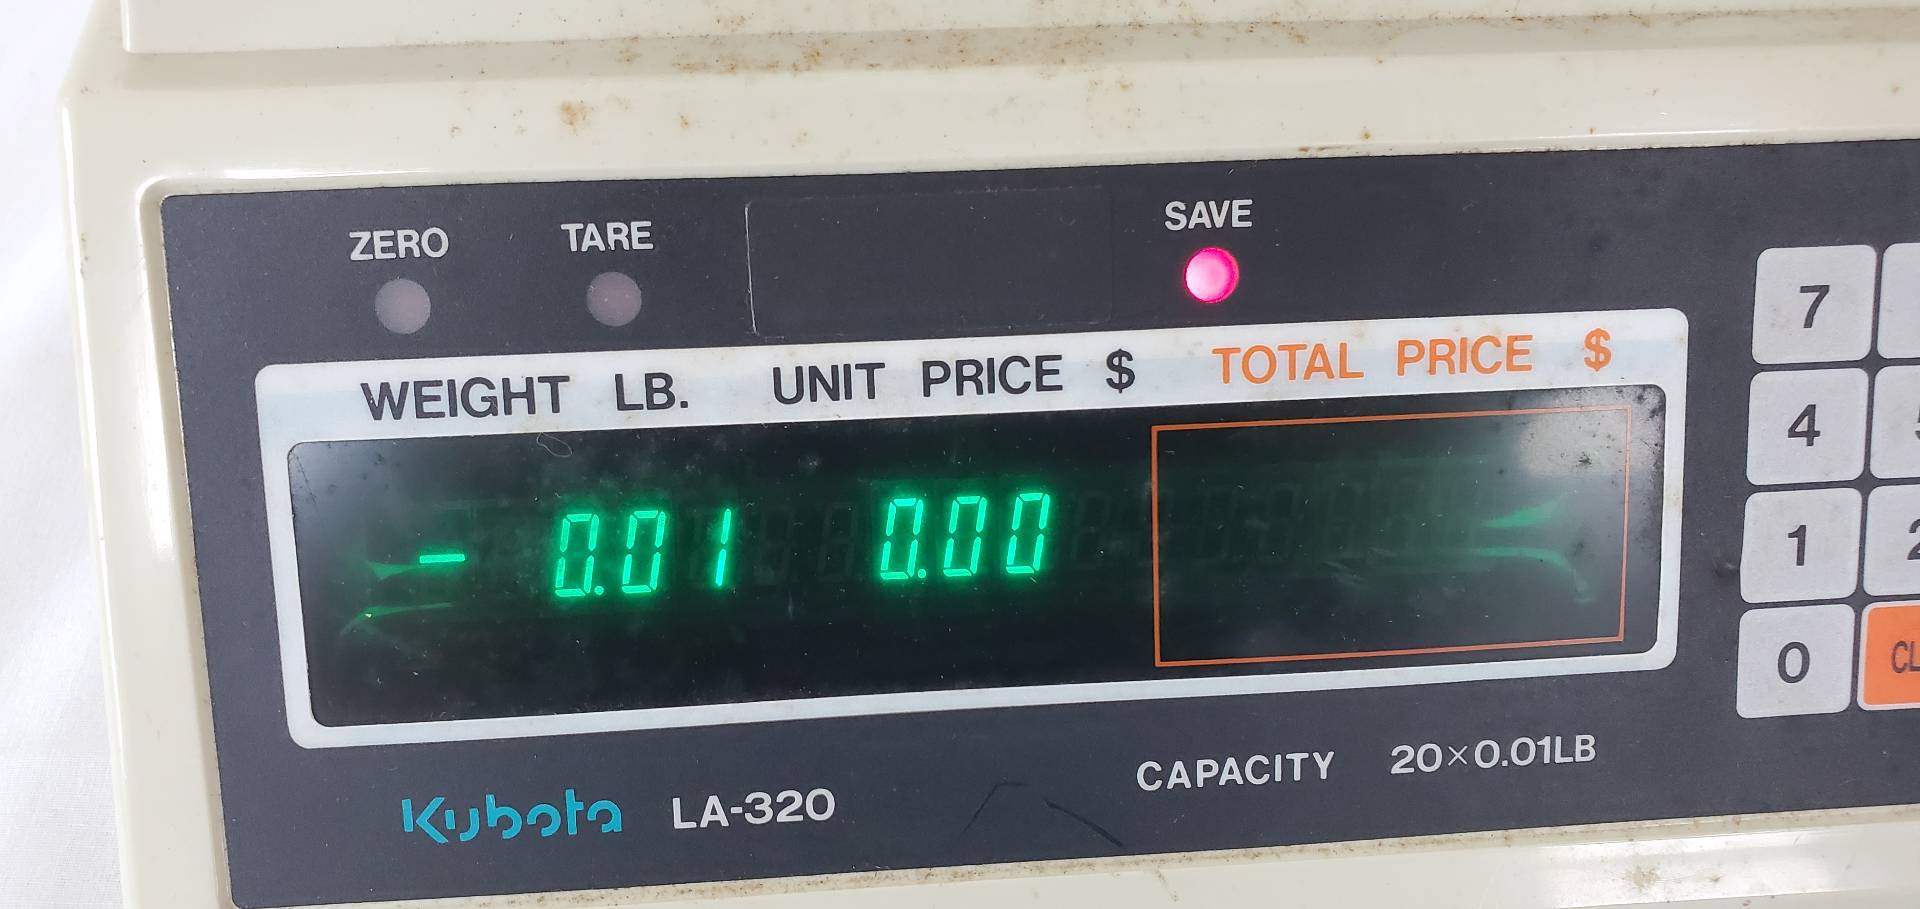 ZERO TARE SAVE
WEIGHT LB. UNIT PRICE $ TOTAL PRICE $
- 0.01 0.00
7
4
1
0
Kubota LA-320 CAPACITY 20×0.01LB